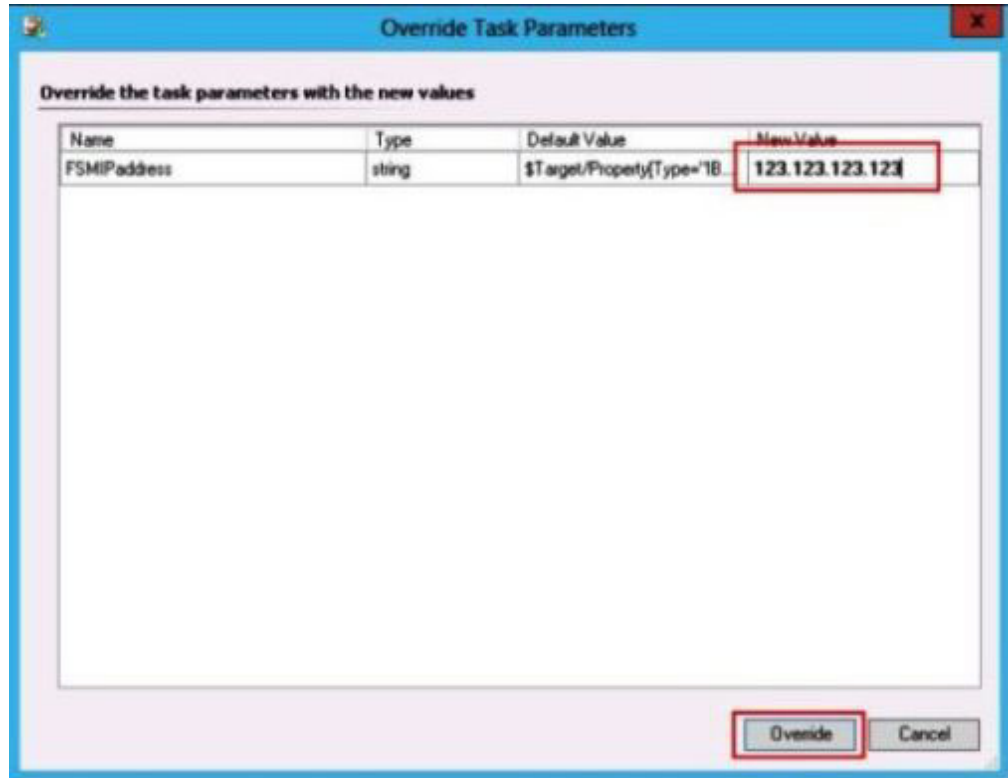 Override Task Parameters
x
Override the task parameters with the new values
Name Type Default Value New Value
FSMIPaddress string $Target/Property[Type="IB... 123.123.123.123
Override Cancel